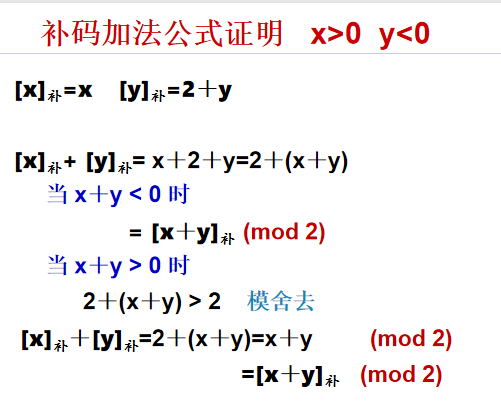 补码加法公式证明 x>0 y<0
[x]补=x [y]补=2＋y
[x]补+ [y]补= x＋2＋y=2＋(x＋y)
当 x＋y < 0 时
= [x＋y]补 (mod 2)
当 x＋y > 0 时
2＋(x＋y) > 2 模舍去
[x]补＋[y]补=2＋(x＋y)=x＋y (mod 2)
=[x＋y]补 (mod 2)